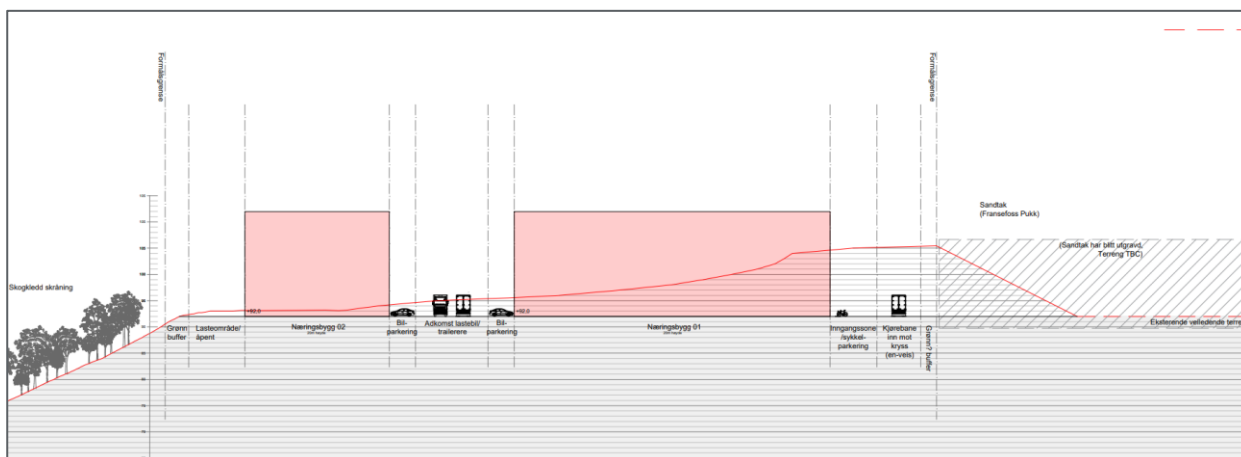 Formålsgrense
Formålsgrense
Sandtak
(Fransefoss Pukk)
(Sandtak har blitt utgravd,
Terreng TBC)
Skogkledd skråning
+92,0
+92,0
Eksiterende veiledende terre
Grønn
buffer
Lasteområde/
åpent
Næringsbygg 02
Bil-
parkering
Adkomst lastebil/
trailerere
Bil-
parkering
Næringsbygg 01
Inngangssone
/sykkel-
parkering
Kjørebane
inn mot
kryss
(en-veis)
Grønn? buffer